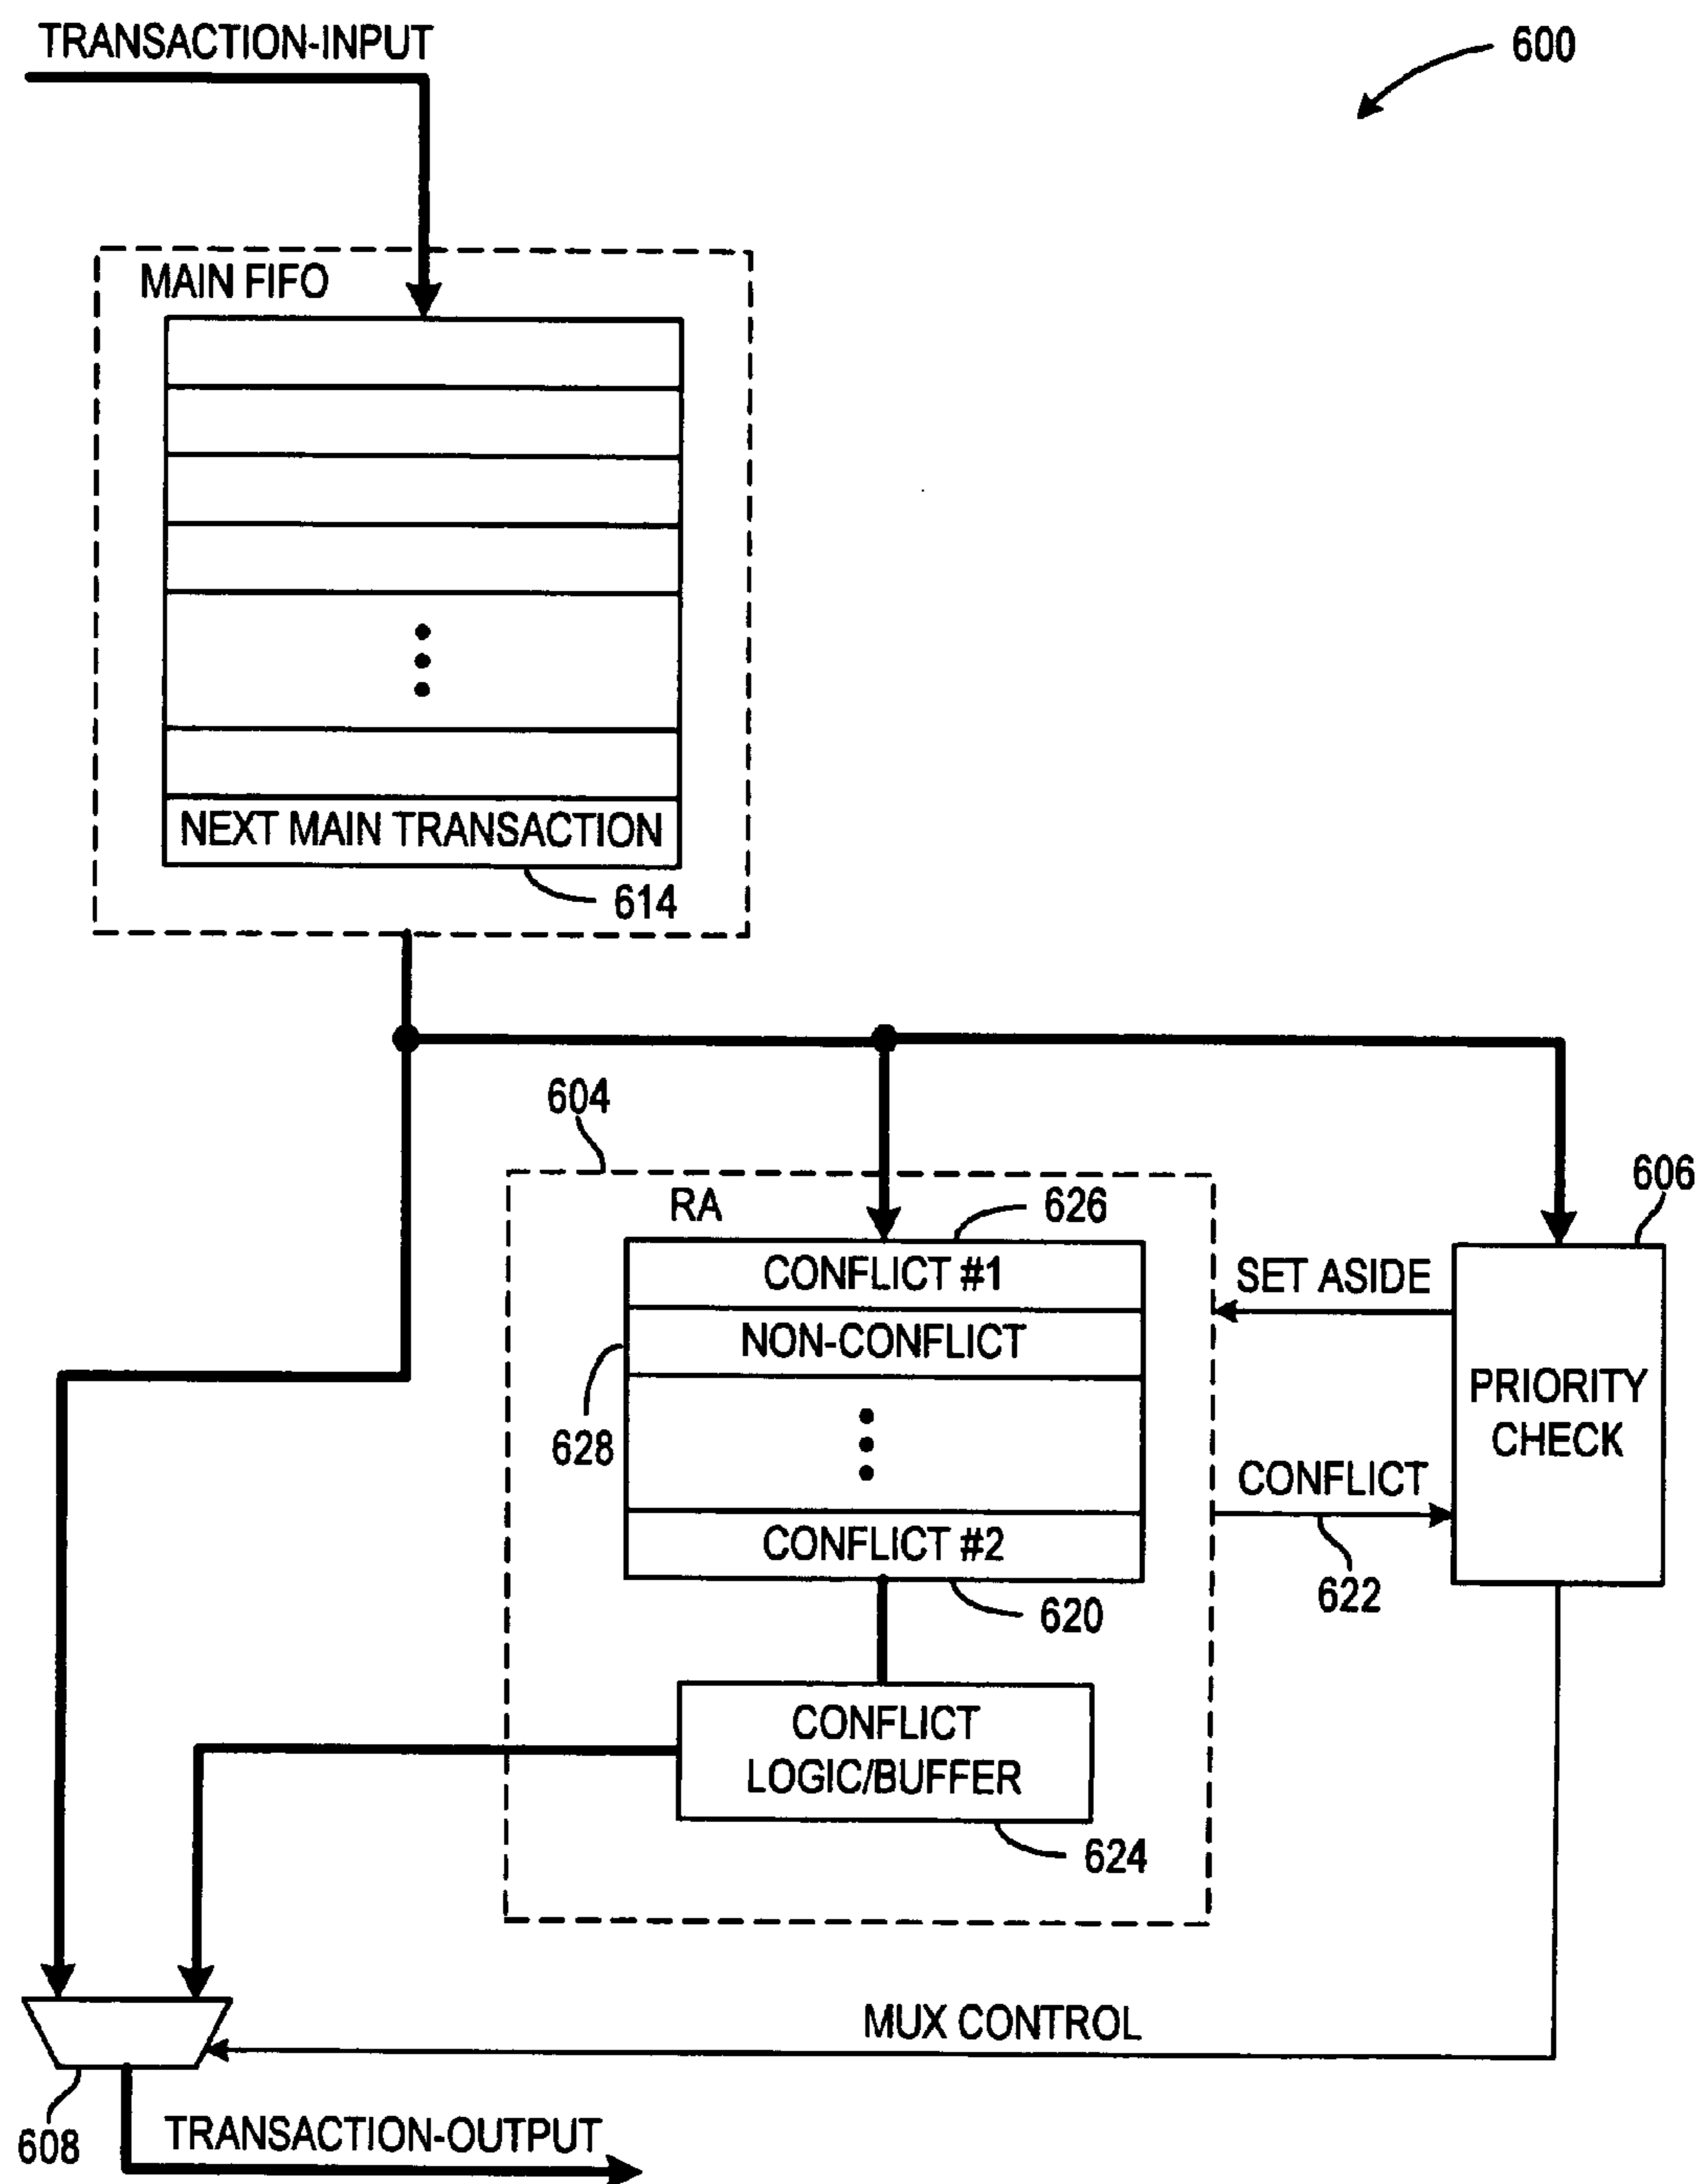 TRANSACTION-INPUT
600
MAIN FIFO
NEXT MAIN TRANSACTION
614
604
606
RA
626
CONFLICT #1
SET ASIDE
NON-CONFLICT
628
PRIORITY
CHECK
CONFLICT
622
CONFLICT #2
620
CONFLICT
LOGIC/BUFFER
624
MUX CONTROL
608
TRANSACTION-OUTPUT